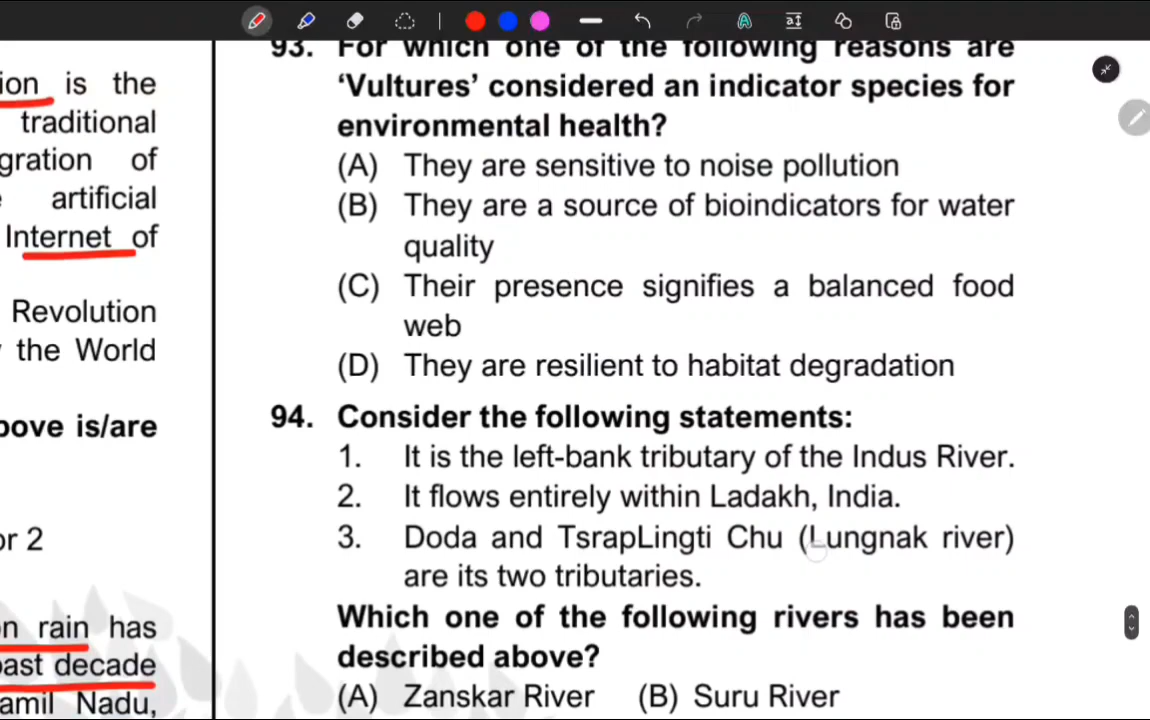 ion is the
traditional
gration of
artificial
Internet of
Revolution
the World
bove is/are
or 2
n rain has
past decade
amil Nadu,
93. For which one of the following reasons are
‘Vultures’ considered an indicator species for
environmental health?
(A) They are sensitive to noise pollution
(B) They are a source of bioindicators for water
quality
(C) Their presence signifies a balanced food
web
(D) They are resilient to habitat degradation
94. Consider the following statements:
1. It is the left-bank tributary of the Indus River.
2. It flows entirely within Ladakh, India.
3. Doda and TsrapLingti Chu (Lungnak river)
are its two tributaries.
Which one of the following rivers has been
described above?
(A) Zanskar River (B) Suru River